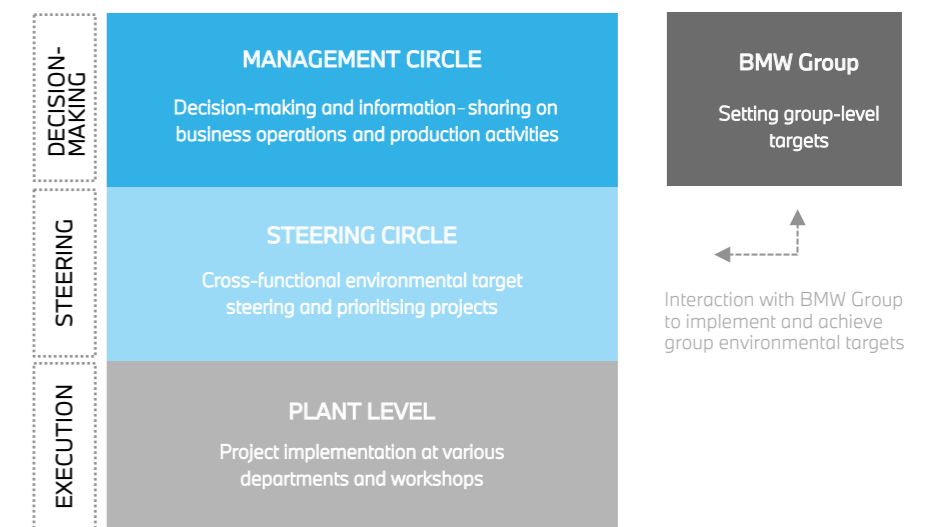 DECISION-
MAKING
MANAGEMENT CIRCLE
Decision-making and information-sharing on
business operations and production activities
BMW Group
Setting group-level
targets
STEERING
STEERING CIRCLE
Cross-functional environmental target
steering and prioritising projects
Interaction with BMW Group
to implement and achieve
group environmental targets
EXECUTION
PLANT LEVEL
Project implementation at various
departments and workshops